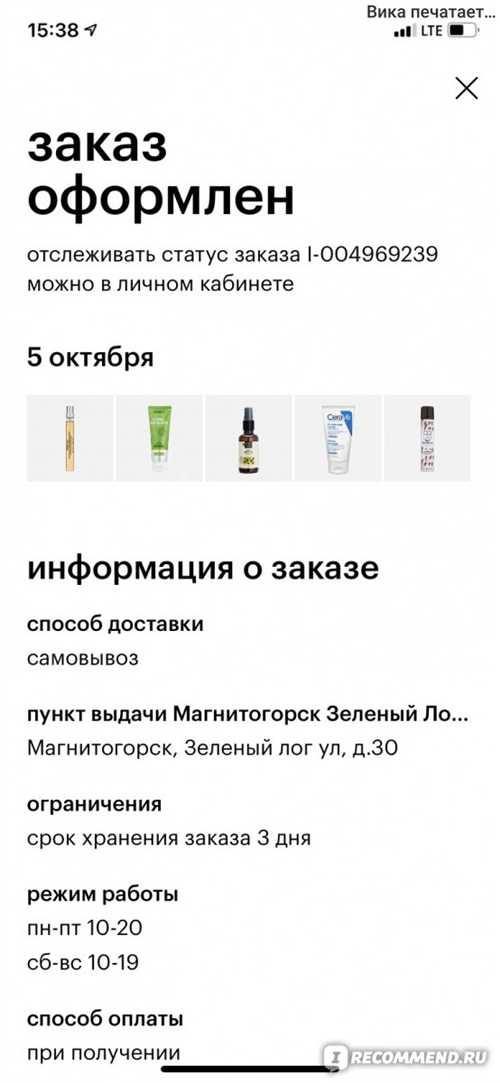 Вика печатает...
15:38
LTE
заказ
оформлен
отслеживать статус заказа I-004969239
можно в личном кабинете
5 октября
CeraVe
информация о заказе
способ доставки
самовывоз
пункт выдачи Магнитогорск Зеленый Ло...
Магнитогорск, Зеленый лог ул, д.30
ограничения
срок хранения заказа 3 дня
режим работы
пн-пт 10-20
сб-вс 10-19
способ оплаты
при получении
I RECOMMEND.RU